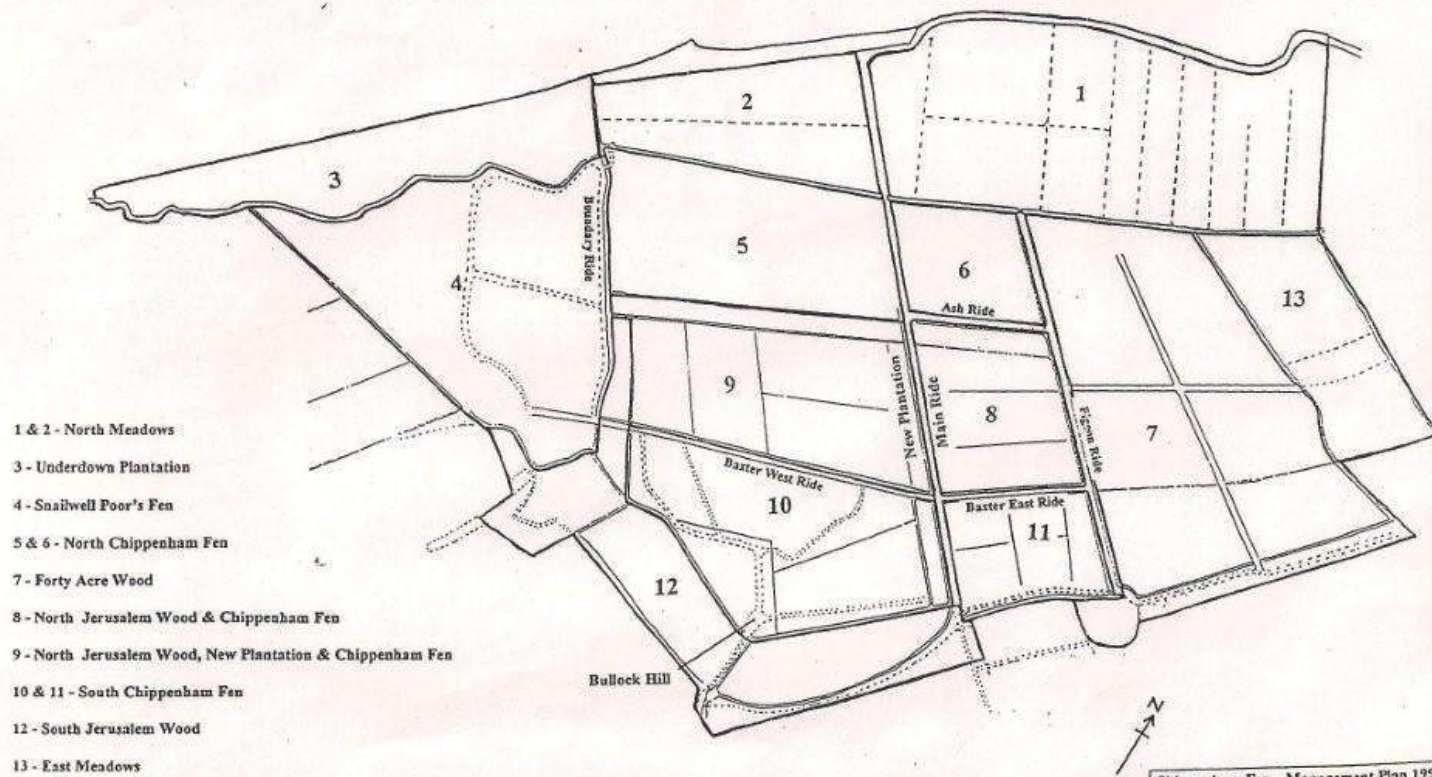 2
1
3
Boundary Ride
5
4
6
13
Ash Ride
9
New Plantation
Main Ride
8
Pigeon Ride
7
Baxter West Ride
10
Baxter East Ride
11
12
Bullock Hill
1 & 2 - North Meadows
3 - Underdown Plantation
4 - Snailwell Poor's Fen
5 & 6 - North Chippenham Fen
7 - Forty Acre Wood
8 - North Jerusalem Wood & Chippenham Fen
9 - North Jerusalem Wood, New Plantation & Chippenham Fen
10 & 11 - South Chippenham Fen
12 - South Jerusalem Wood
13 - East Meadows
N
Management Plan